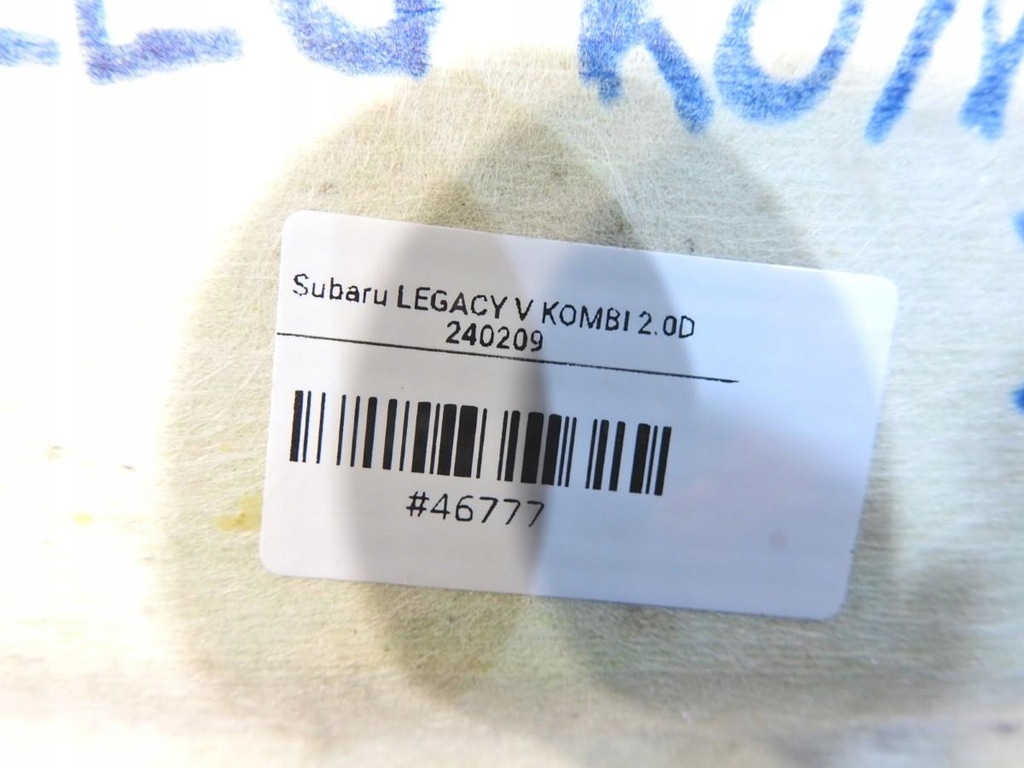 Subaru LEGACY V KOMBI 2.0D
240209
#46777